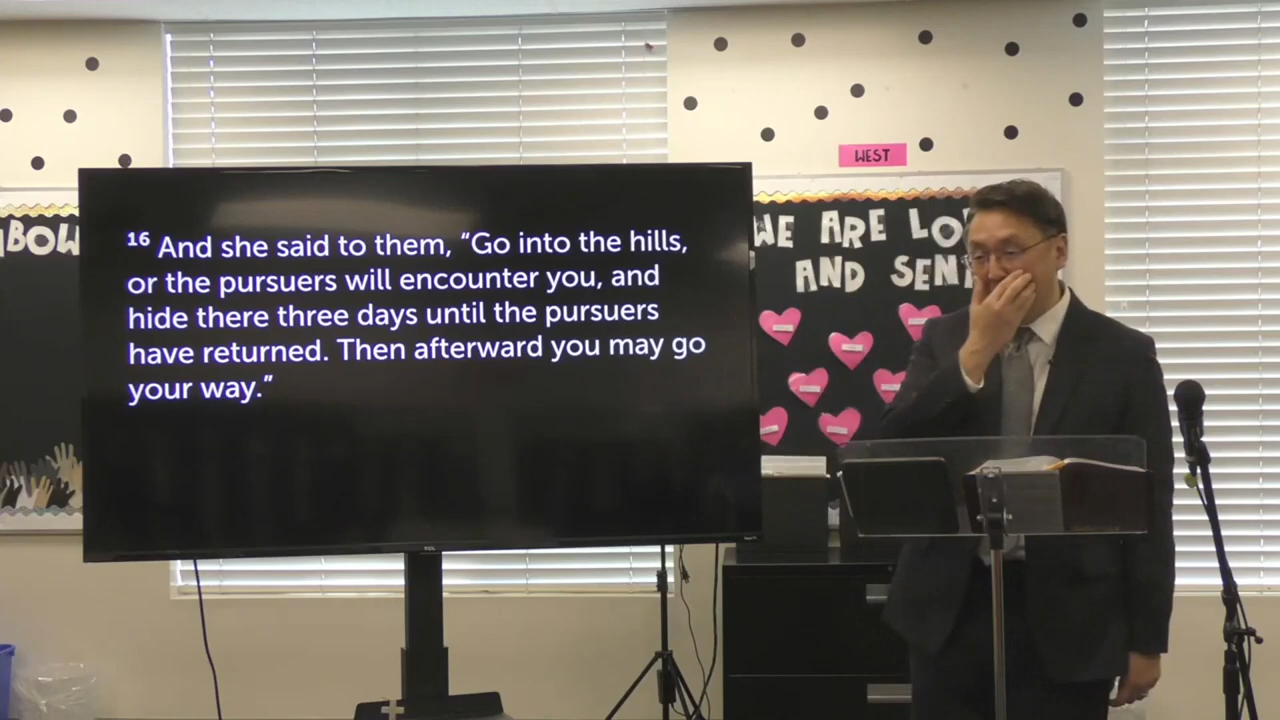 WEST
BOW
WE ARE LO
AND SEN
16 And she said to them, “Go into the hills,
or the pursuers will encounter you, and
hide there three days until the pursuers
have returned. Then afterward you may go
your way.”
TCL